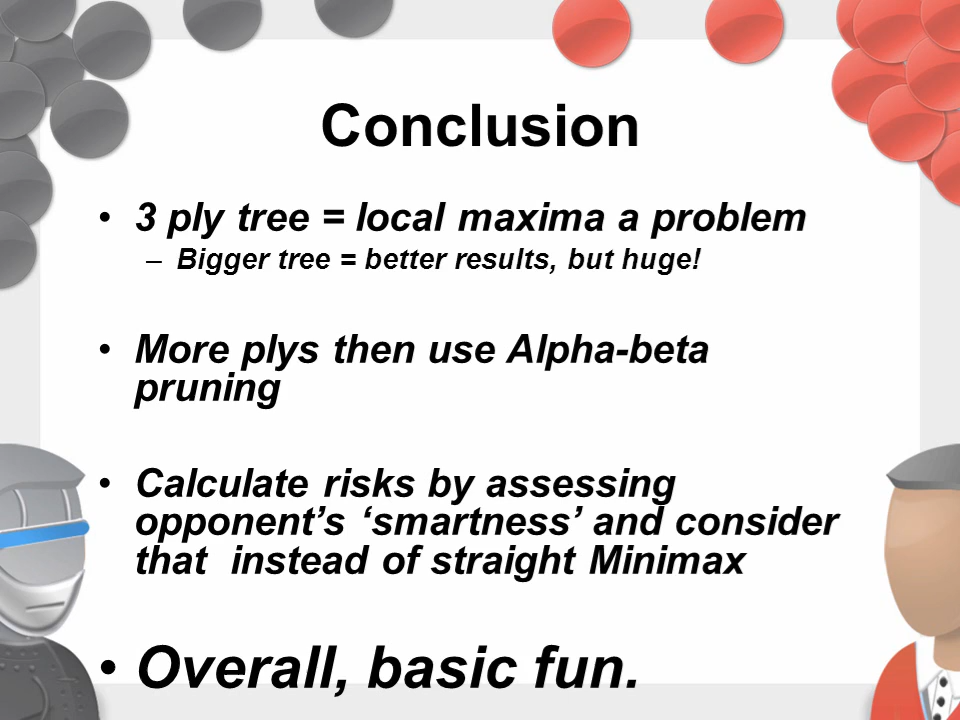 Conclusion
• 3 ply tree = local maxima a problem
– Bigger tree = better results, but huge!
• More plys then use Alpha-beta
pruning
• Calculate risks by assessing
opponent’s ‘smartness’ and consider
that  instead of straight Minimax
• Overall, basic fun.